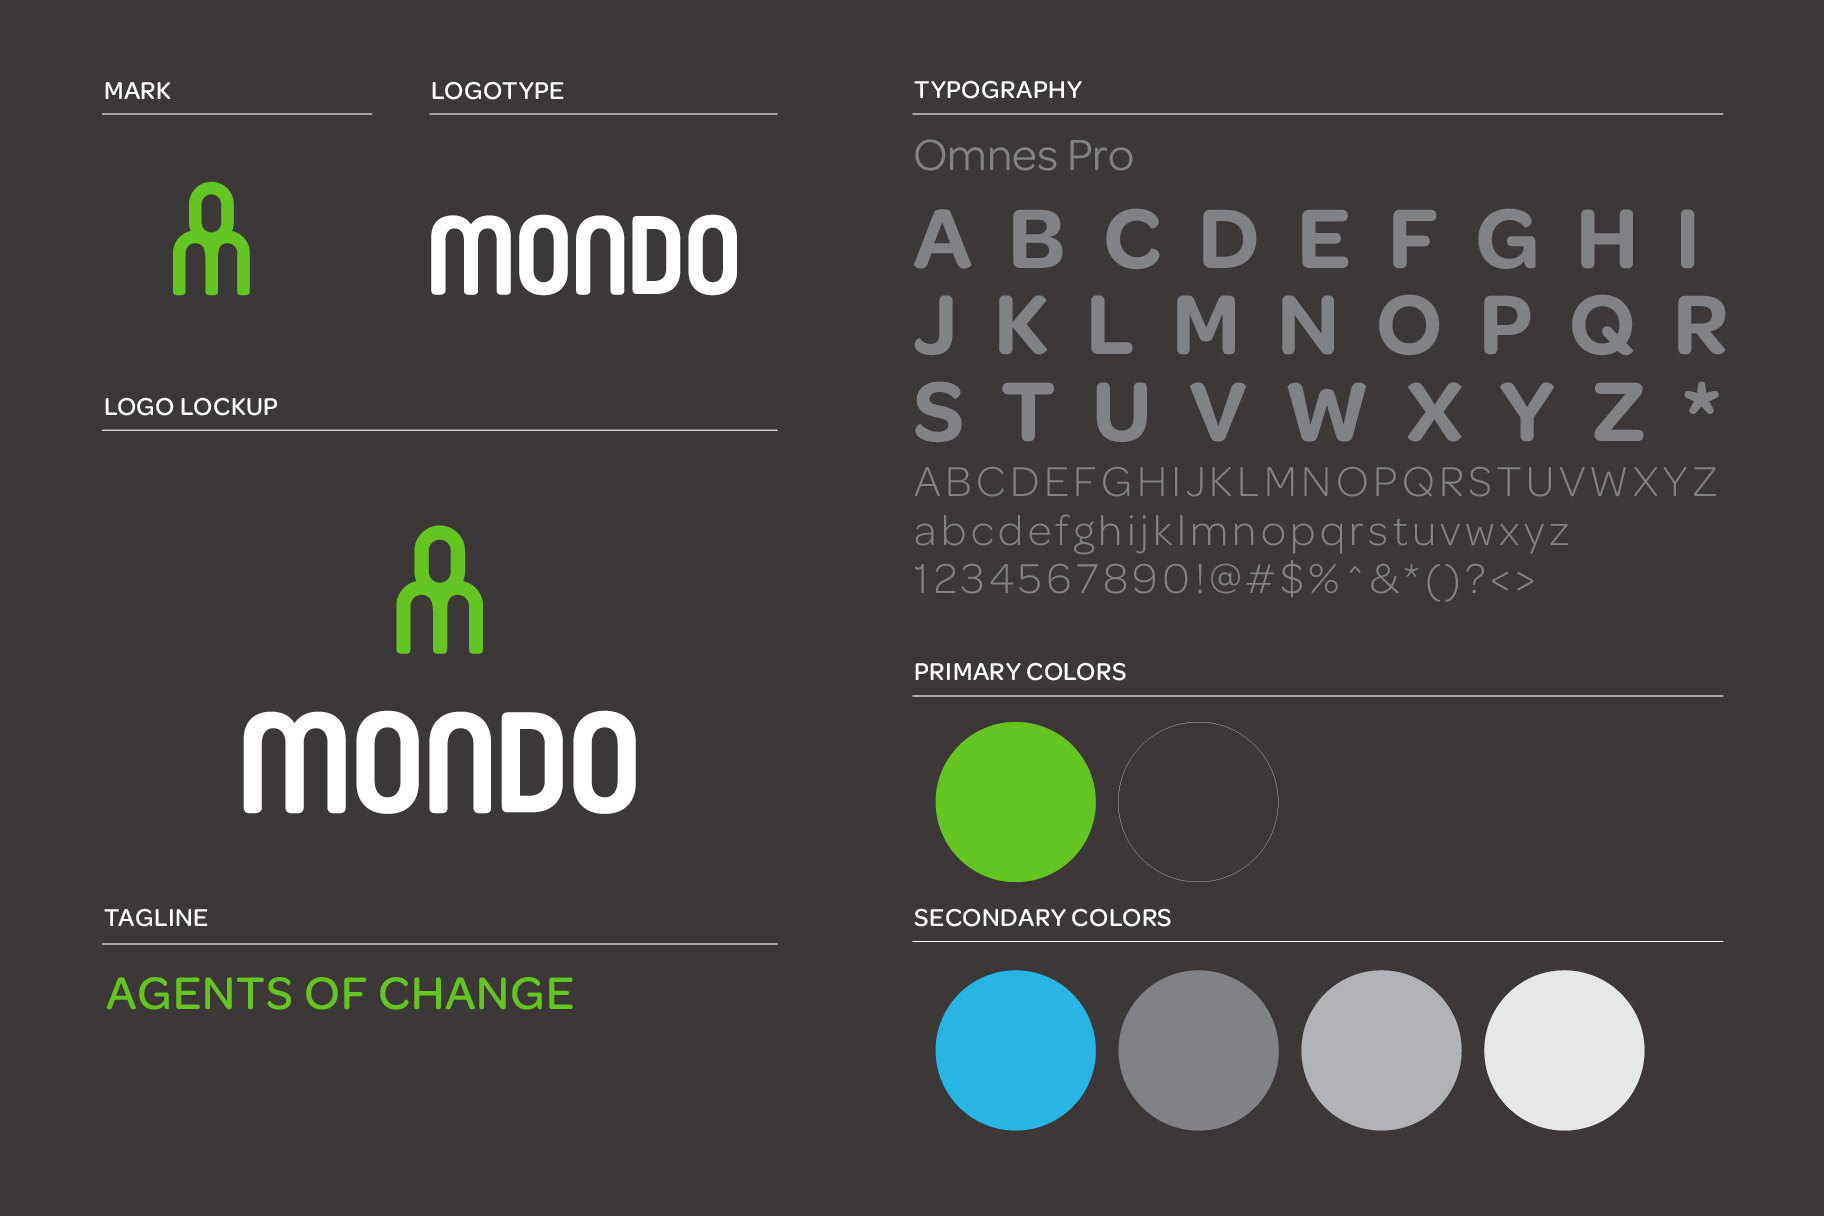 MARK
LOGOTYPE
mONDO
LOGO LOCKUP
mONDO
TAGLINE
AGENTS OF CHANGE
TYPOGRAPHY
Omnes Pro
A B C D E F G H I
J K L M N O P Q R
S T U V W X Y Z *
ABCDEFGHIJKLMNOPQRSTUVWXYZ
abcdefghijklmnopqrstuvwxyz
1234567890!@#$%^&*()?<>
PRIMARY COLORS
SECONDARY COLORS